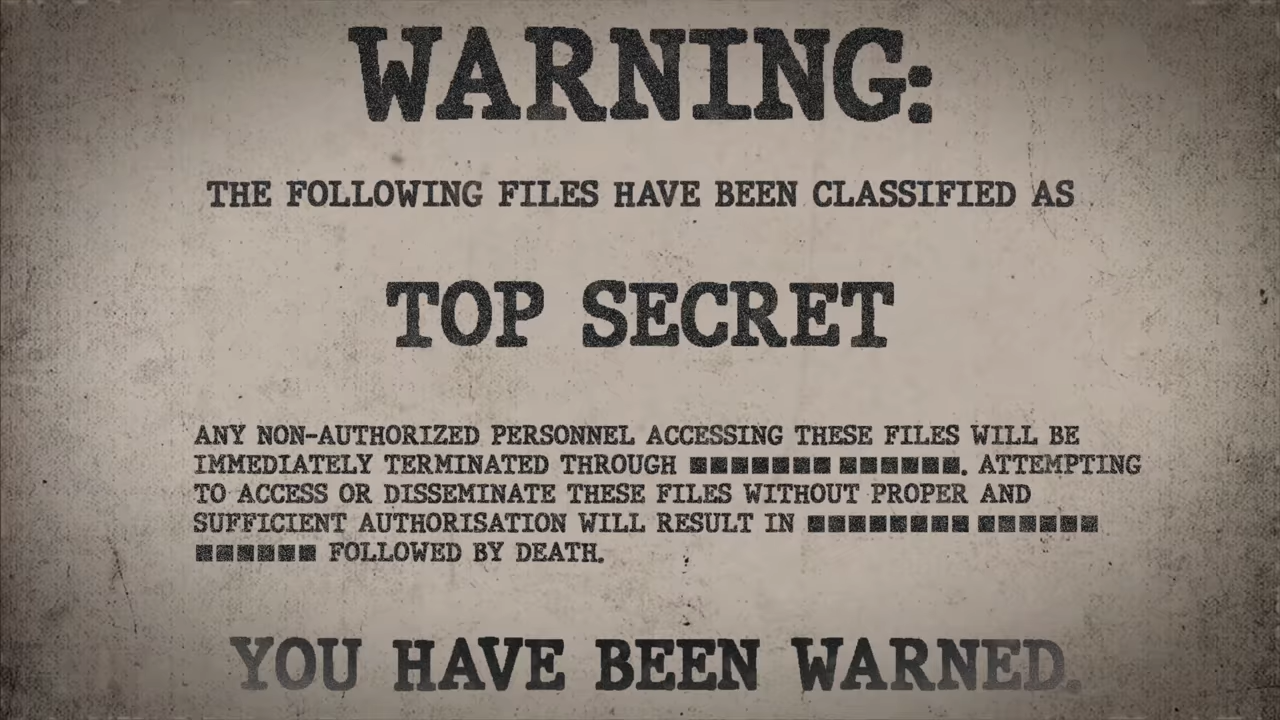 WARNING:
THE FOLLOWING FILES HAVE BEEN CLASSIFIED AS
TOP SECRET
ANY NON-AUTHORIZED PERSONNEL ACCESSING THESE FILES WILL BE
IMMEDIATELY TERMINATED THROUGH ■■■■■■■ ■■■■■■. ATTEMPTING
TO ACCESS OR DISSEMINATE THESE FILES WITHOUT PROPER AND
SUFFICIENT AUTHORISATION WILL RESULT IN ■■■■■■■■ ■■■■■■
■■■■■■ FOLLOWED BY DEATH.
YOU HAVE BEEN WARNED.